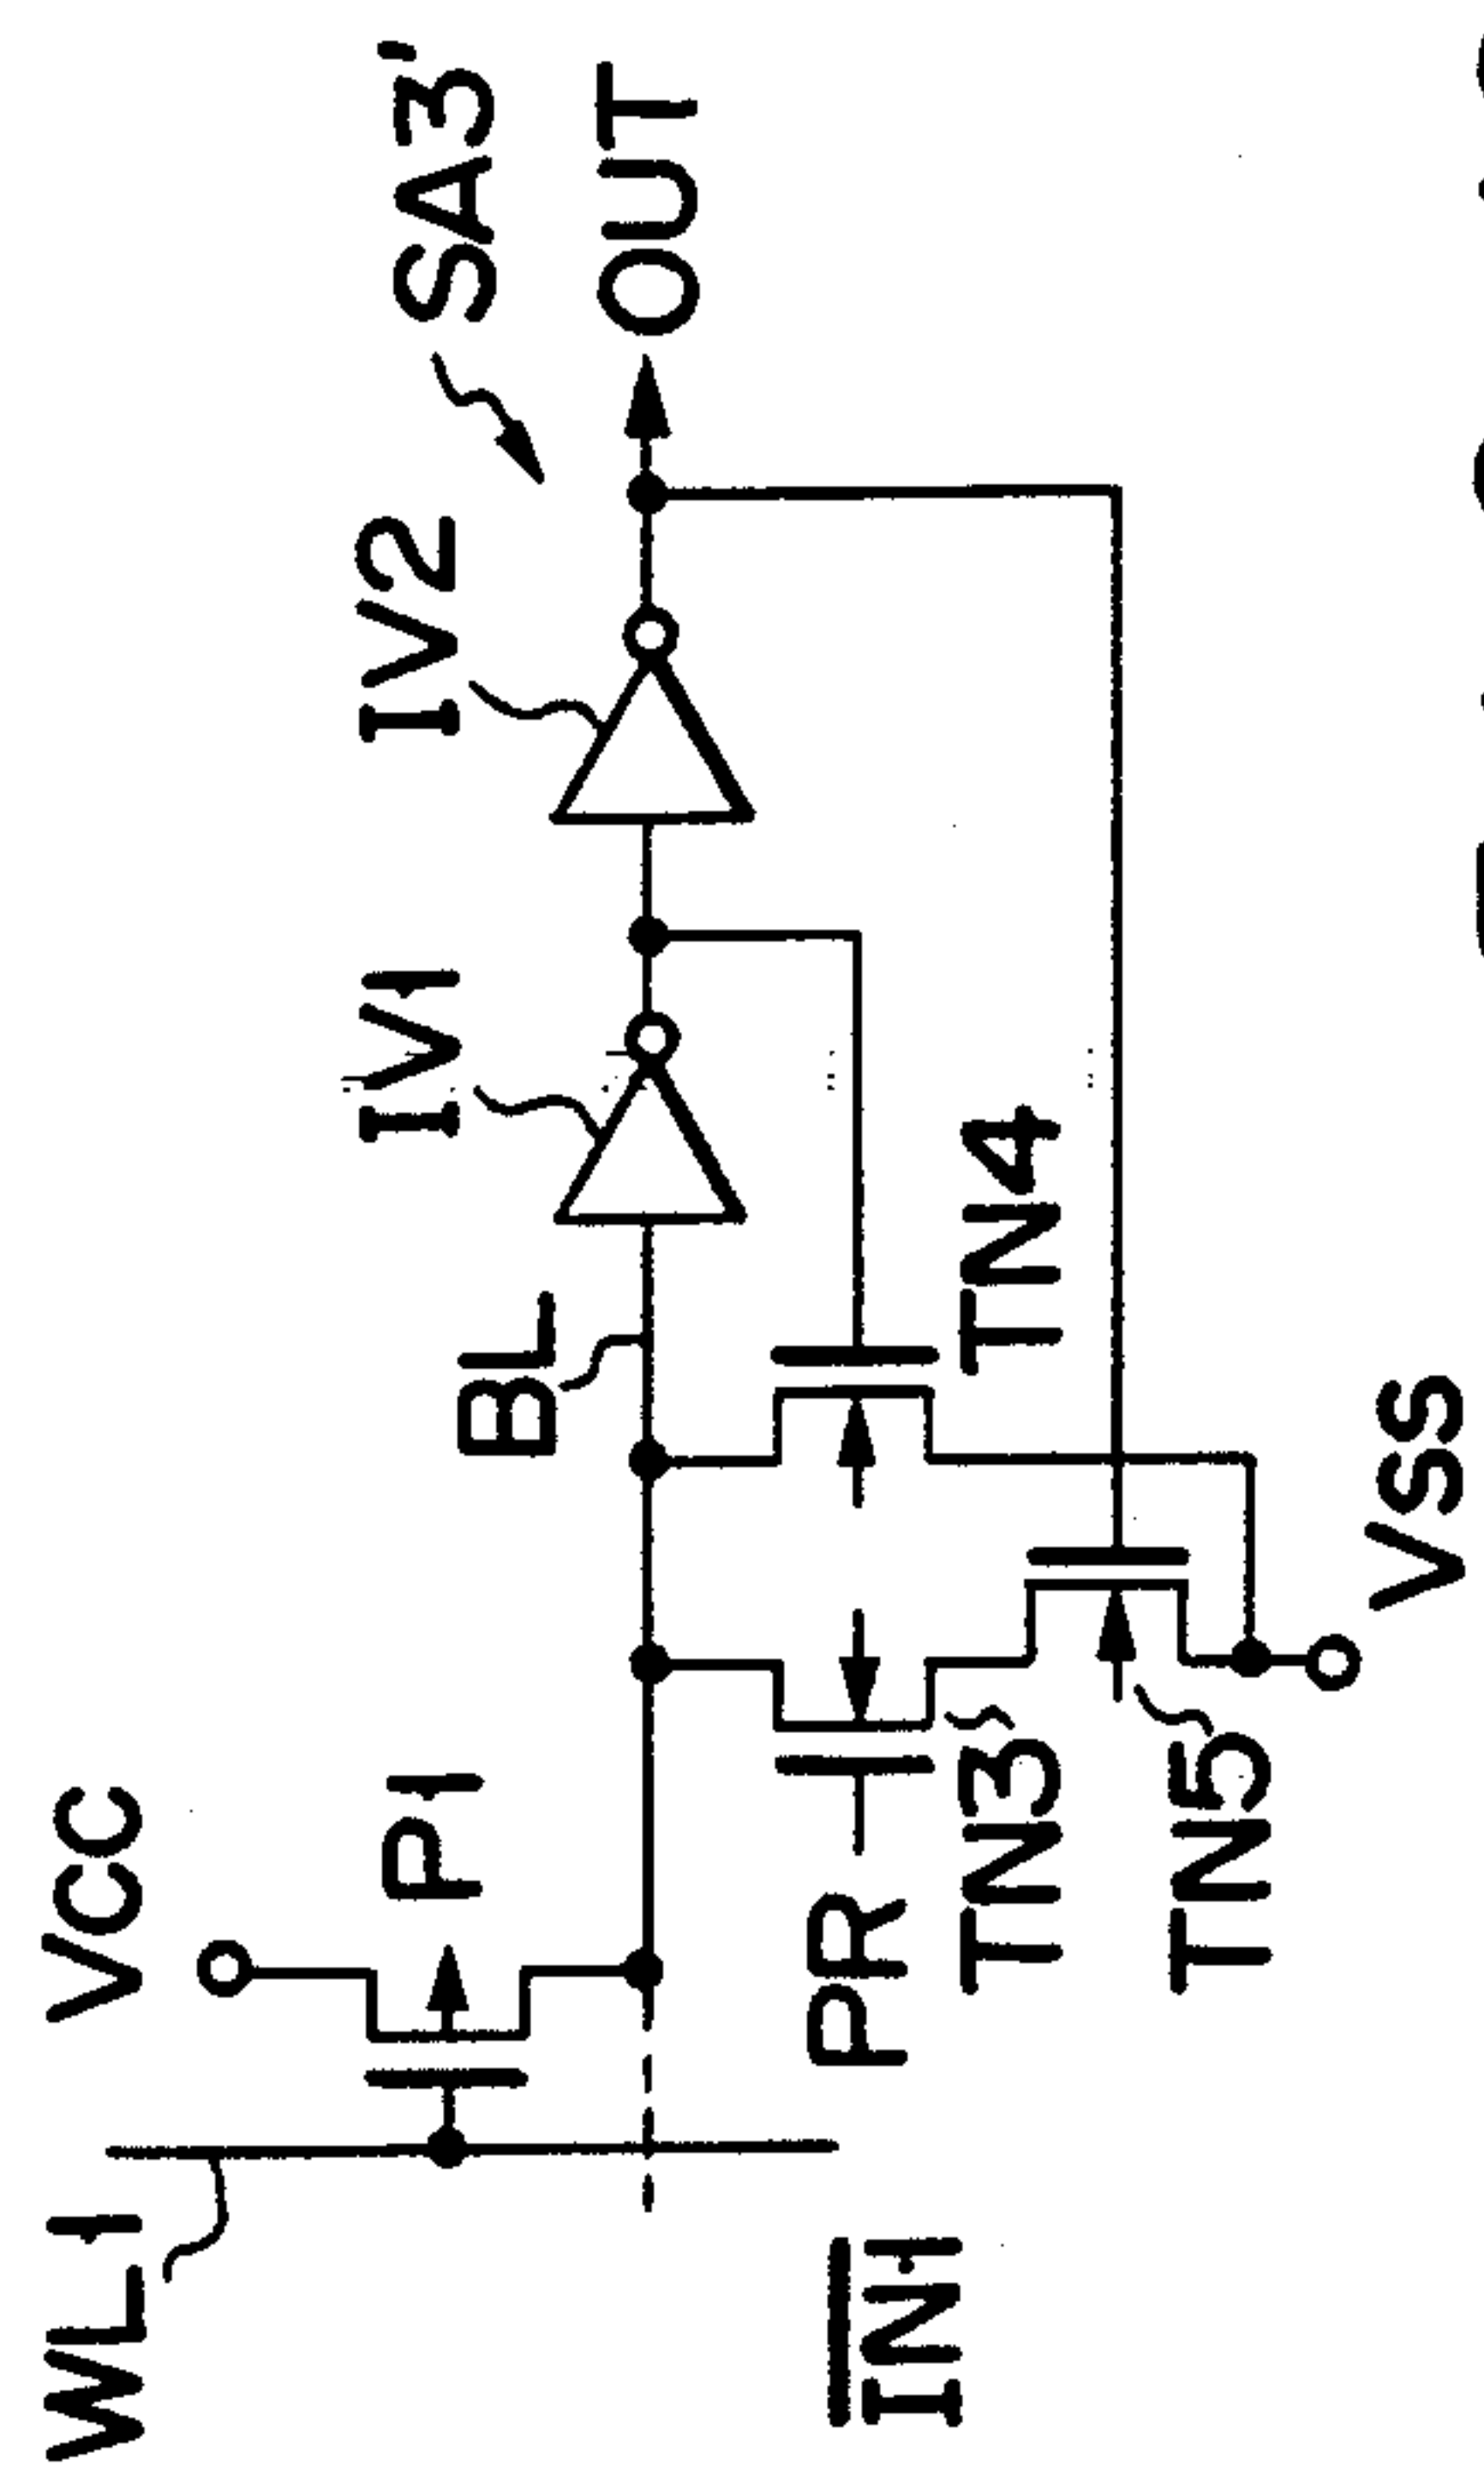 WL1
VCC
P1
IV1
IV2
SA3'
BL
OUT
IN1
PR
TN3
TN4
TN5
VSS